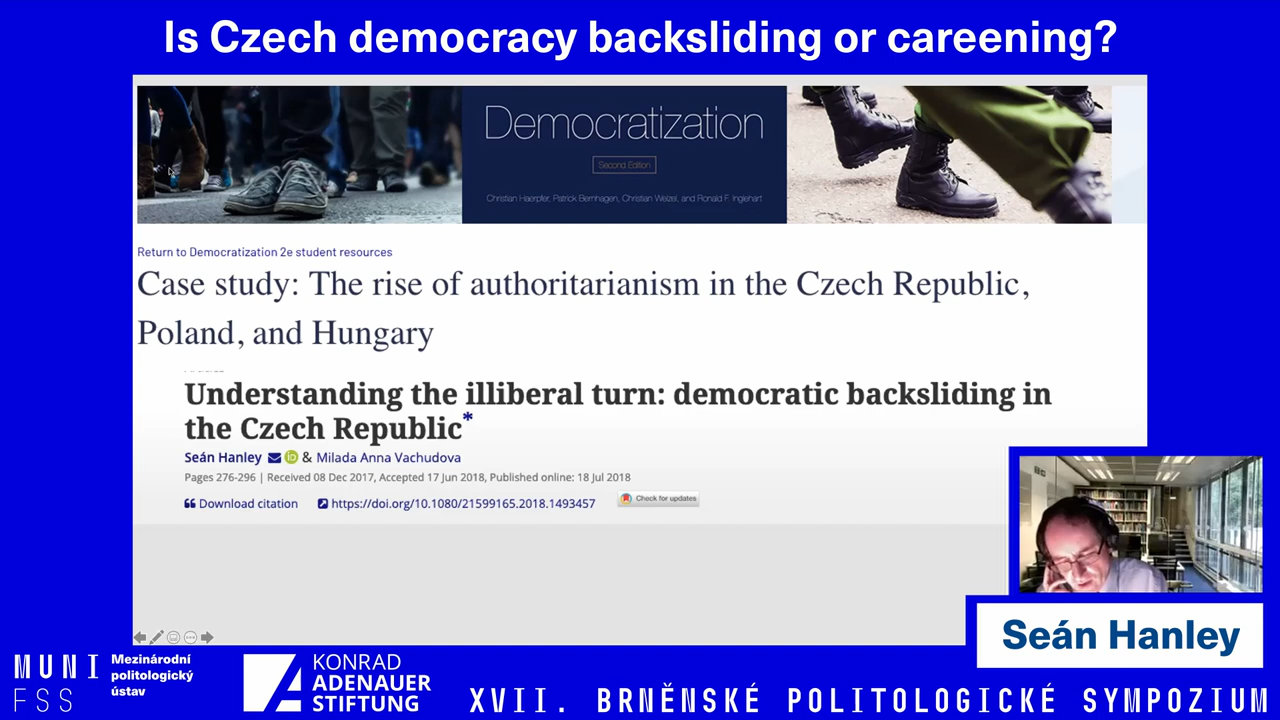 Is Czech democracy backsliding or careening?
Democratization
Second Edition
Christian Haerpfer, Patrick Bernhagen, Christian Welzel, and Ronald F. Inglehart
Return to Democratization 2e student resources
Case study: The rise of authoritarianism in the Czech Republic,
Poland, and Hungary
Understanding the illiberal turn: democratic backsliding in
the Czech Republic*
Seán Hanley iD & Milada Anna Vachudova
Pages 276-296 | Received 08 Dec 2017, Accepted 17 Jun 2018, Published online: 18 Jul 2018
Download citation https://doi.org/10.1080/21599165.2018.1493457 Check for updates
Seán Hanley
MUNI
FSS
Mezinárodní
politologický
ústav
KONRAD
ADENAUER
STIFTUNG
XVII. BRNĚNSKÉ POLITOLOGICKÉ SYMPOZIUM